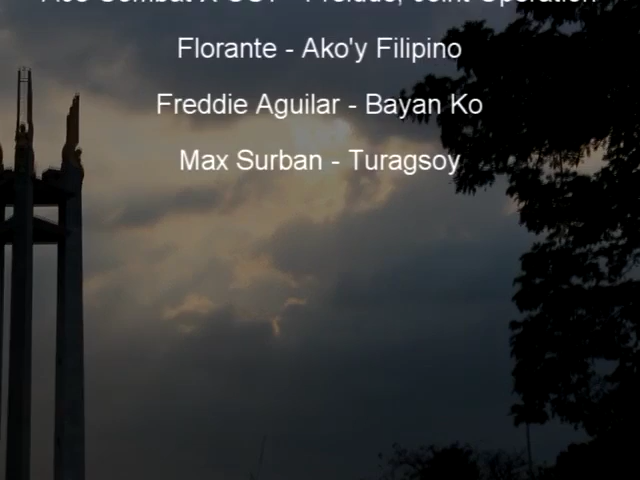 Florante - Ako'y Filipino
Freddie Aguilar - Bayan Ko
Max Surban - Turagsoy